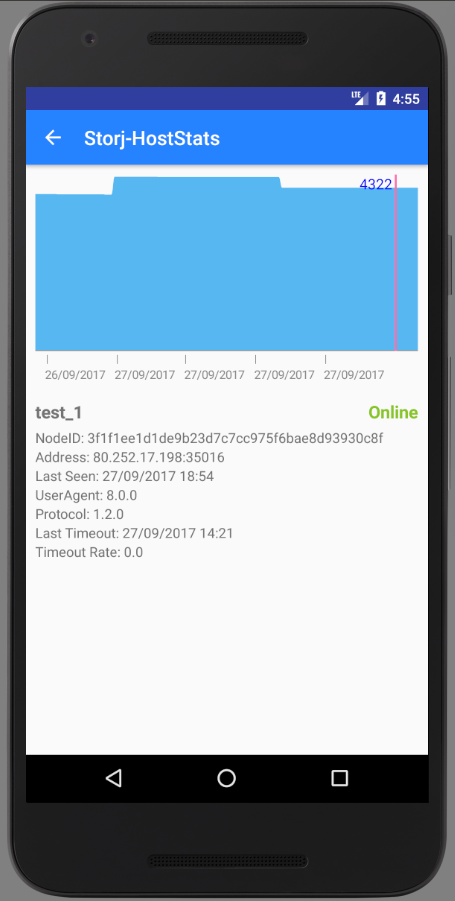 LTE 4:55
Storj-HostStats
4322
26/09/2017 27/09/2017 27/09/2017 27/09/2017 27/09/2017
test_1 Online
NodeID: 3f1f1ee1d1de9b23d7c7cc975f6bae8d93930c8f
Address: 80.252.17.198:35016
Last Seen: 27/09/2017 18:54
UserAgent: 8.0.0
Protocol: 1.2.0
Last Timeout: 27/09/2017 14:21
Timeout Rate: 0.0